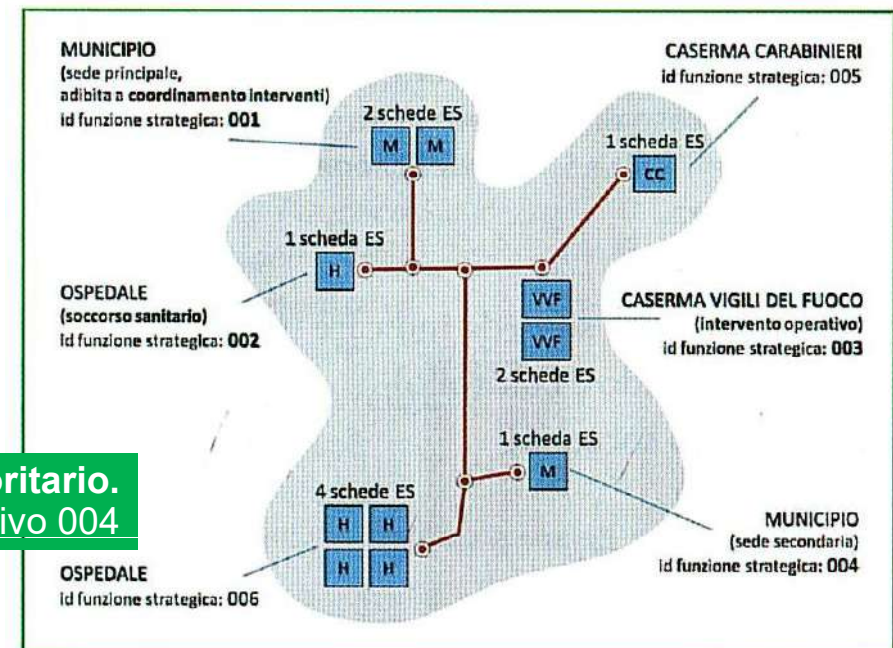 MUNICIPIO
(sede principale,
adibita a coordinamento interventi)
id funzione strategica: 001
2 schede ES
M M
CASERMA CARABINIERI
id funzione strategica: 005
1 scheda ES
CC
1 scheda ES
H
OSPEDALE
(soccorso sanitario)
id funzione strategica: 002
VVF
VVF
2 schede ES
CASERMA VIGILI DEL FUOCO
(intervento operativo)
id funzione strategica: 003
1 scheda ES
M
MUNICIPIO
(sede secondaria)
id funzione strategica: 004
oritario.
ivo 004
4 schede ES
H H
H H
OSPEDALE
id funzione strategica: 006